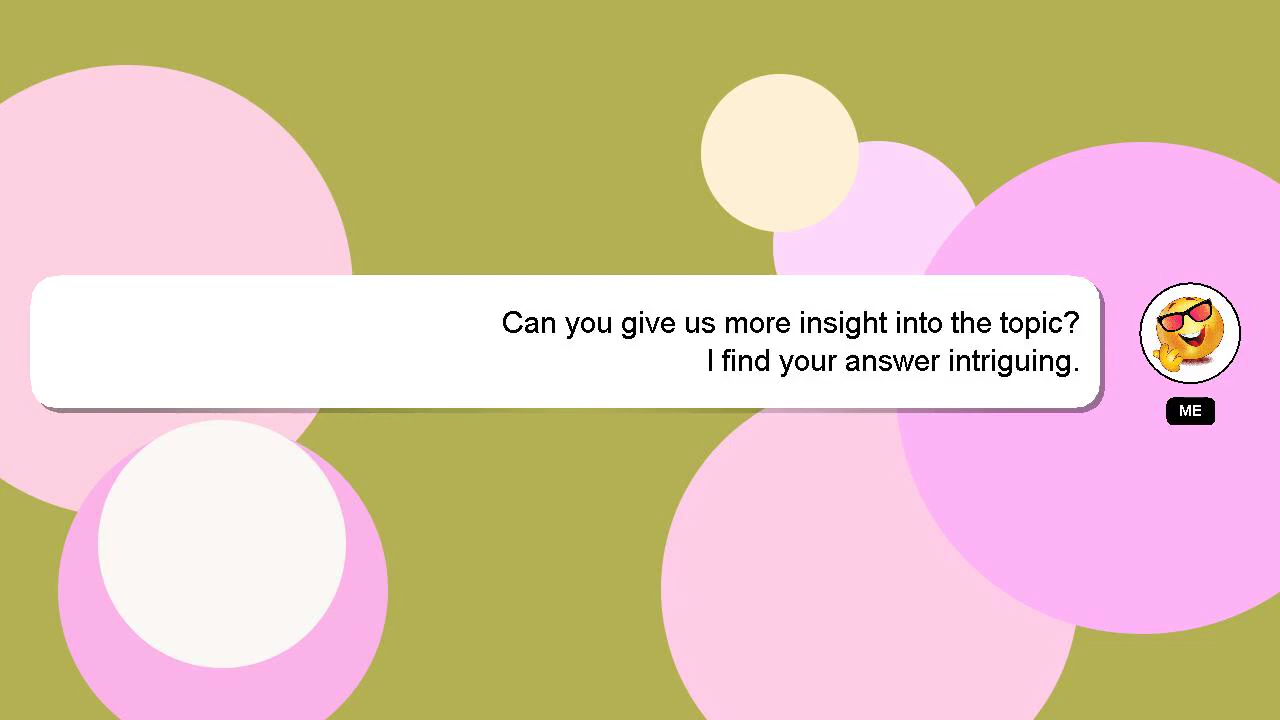 Can you give us more insight into the topic?
I find your answer intriguing.
ME